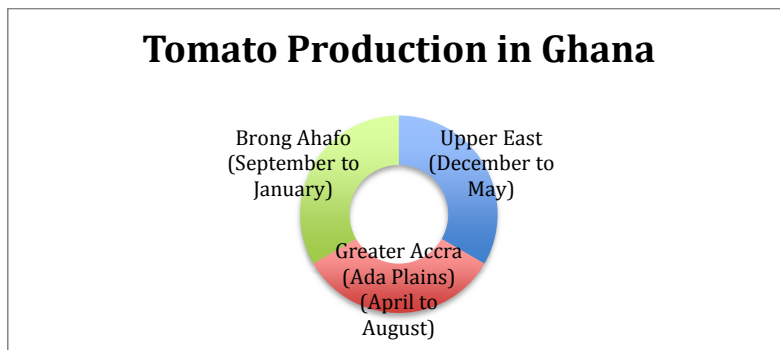 Tomato Production in Ghana
Brong Ahafo
(September to
January)
Upper East
(December to
May)
Greater Accra
(Ada Plains)
(April to
August)